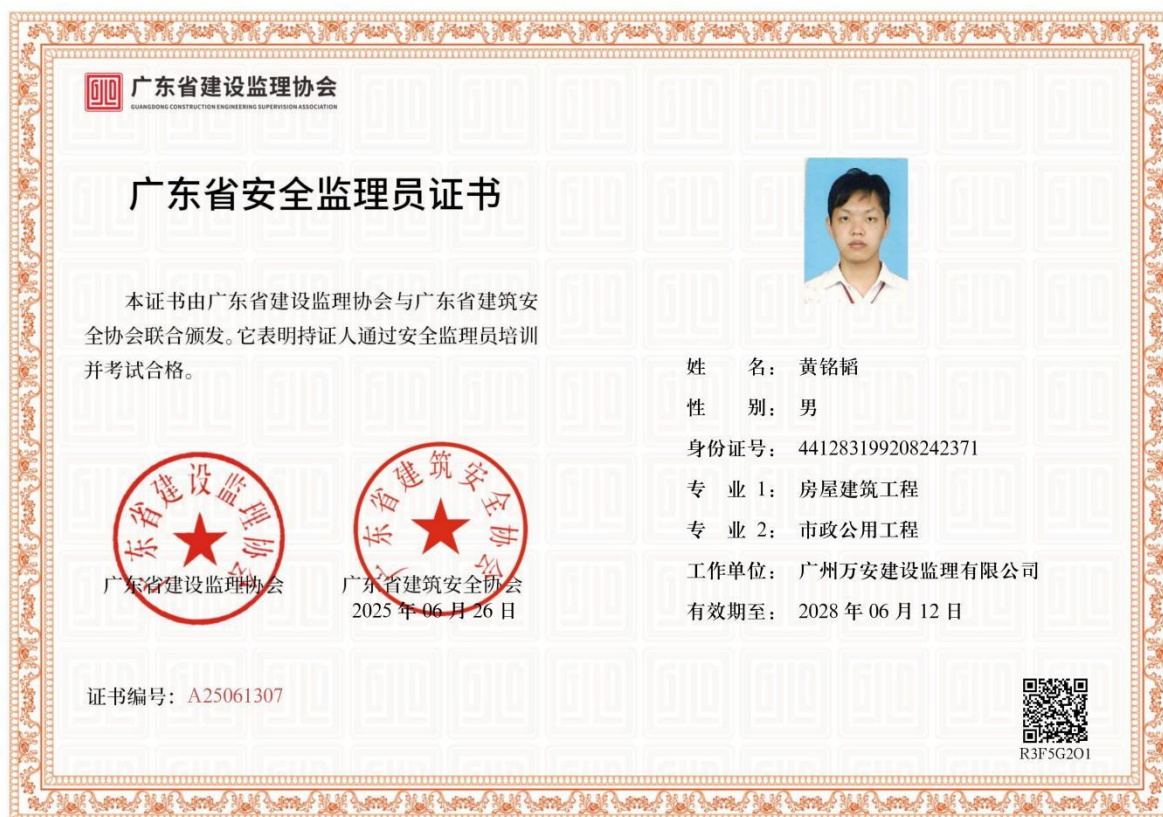 广东省建设监理协会
GUANGDONG CONSTRUCTION ENGINEERING SUPERVISION ASSOCIATION
广东省安全监理员证书
本证书由广东省建设监理协会与广东省建筑安
全协会联合颁发。它表明持证人通过安全监理员培训
并考试合格。
广东省建设监理协会
广东省建筑安全协会
广东省建设监理协会
广东省建筑安全协会
2025 年 06 月 26 日
证书编号：A25061307
姓 名：黄铭韬
性 别：男
身份证号：441283199208242371
专 业 1：房屋建筑工程
专 业 2：市政公用工程
工作单位：广州万安建设监理有限公司
有效期至：2028 年 06 月 12 日
R3F5G2O1